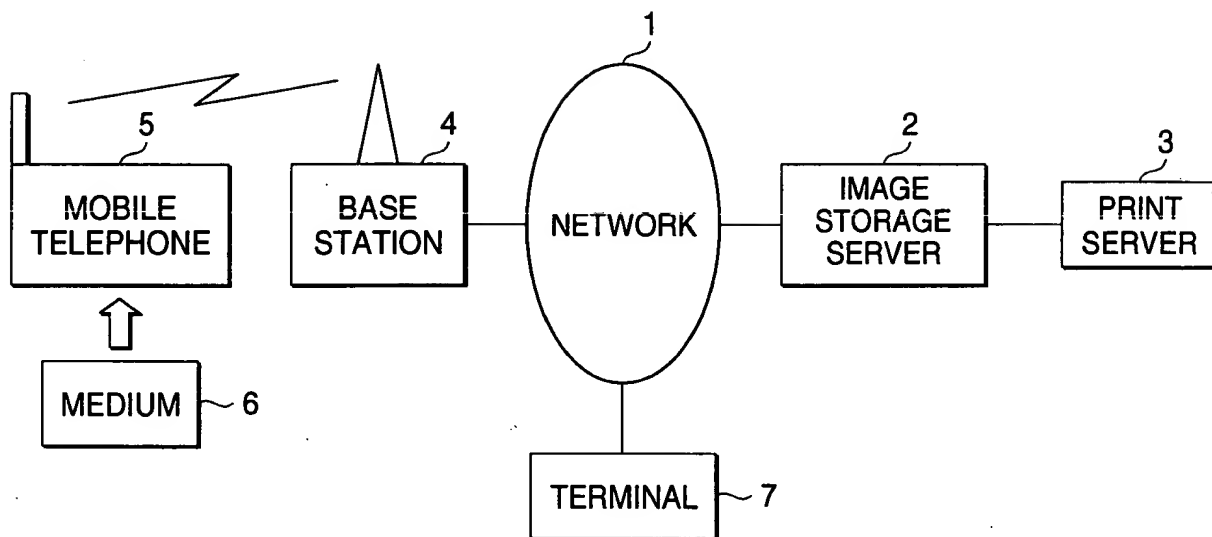 1
5
MOBILE
TELEPHONE
4
BASE
STATION
NETWORK
2
IMAGE
STORAGE
SERVER
3
PRINT
SERVER
MEDIUM
6
TERMINAL
7